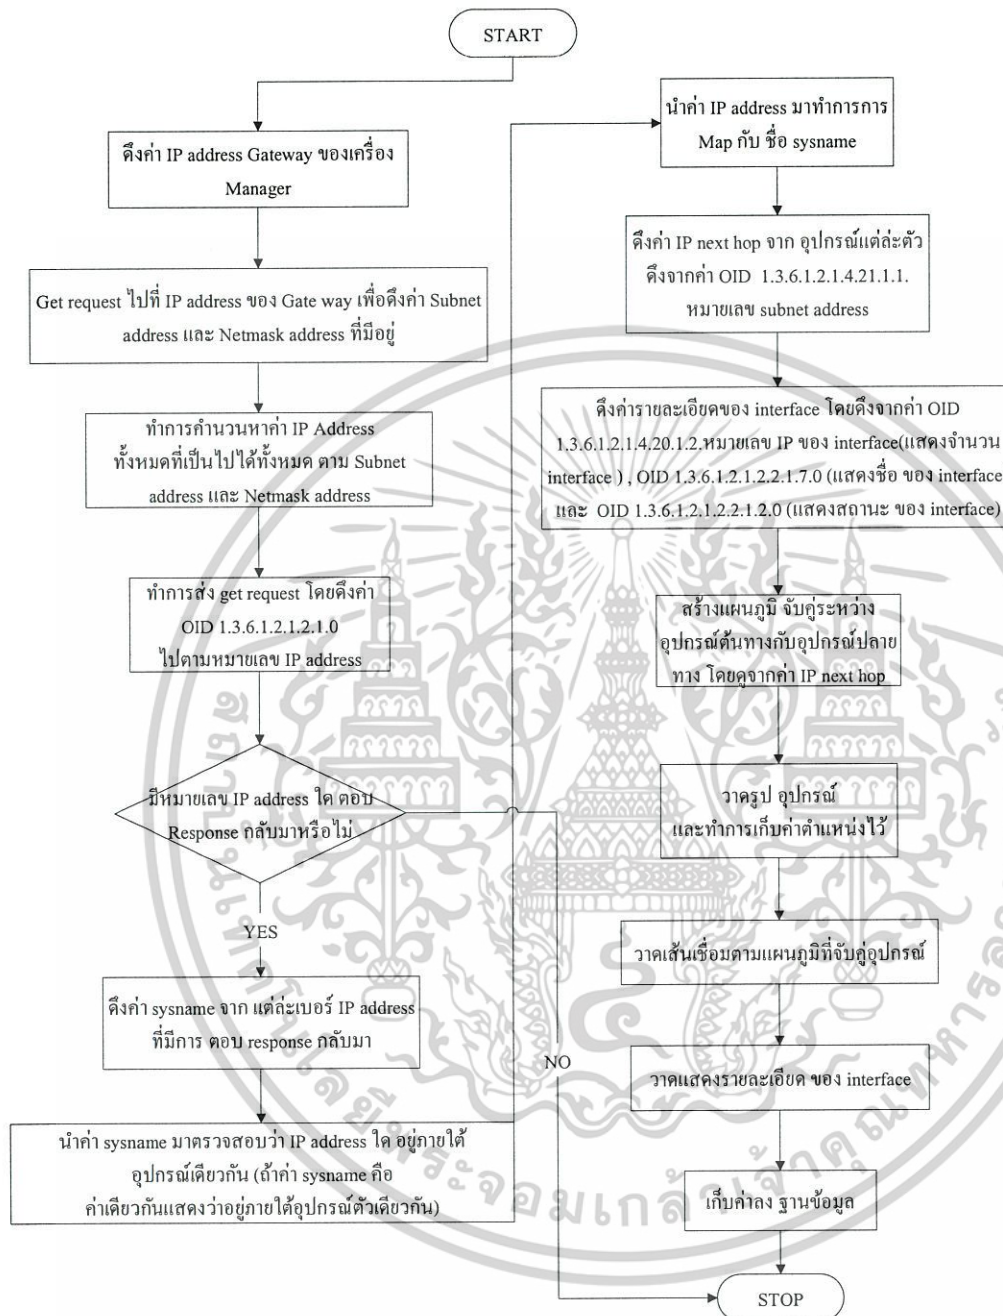 START
ดึงค่า IP address Gateway ของเครื่อง
Manager
Get request ไปที่ IP address ของ Gate way เพื่อดึงค่า Subnet
address และ Netmask address ที่มีอยู่
ทำการคำนวนหาค่า IP Address
ทั้งหมดที่เป็นไปได้ทั้งหมด ตาม Subnet
address และ Netmask address
ทำการส่ง get request โดยดึงค่า
OID 1.3.6.1.2.1.2.1.0
ไปตามหมายเลข IP address
มีหมายเลข IP address ใด ตอบ
Response กลับมาหรือไม่
YES
ดึงค่า sysname จาก แต่ล่ะเบอร์ IP address
ที่มีการ ตอบ response กลับมา
นำค่า sysname มาตรวจสอบว่า IP address ใด อยู่ภายใต้
อุปกรณ์เดียวกัน (ถ้าค่า sysname คือ
ค่าเดียวกันแสดงว่าอยู่ภายใต้อุปกรณ์ตัวเดียวกัน)
นำค่า IP address มาทำการการ
Map กับ ชื่อ sysname
ดึงค่า IP next hop จาก อุปกรณ์แต่ล่ะตัว
ดึงจากค่า OID 1.3.6.1.2.1.4.21.1.1.
หมายเลข subnet address
ดึงค่ารายละเอียดของ interface โดยดึงจากค่า OID
1.3.6.1.2.1.4.20.1.2.หมายเลข IP ของ interface(แสดงจำนวน
interface ) , OID 1.3.6.1.2.1.2.2.1.7.0 (แสดงชื่อ ของ interface
และ OID 1.3.6.1.2.1.2.2.1.2.0 (แสดงสถานะ ของ interface)
สร้างแผนภูมิ จับคู่ระหว่าง
อุปกรณ์ต้นทางกับอุปกรณ์ปลาย
ทาง โดยดูจากค่า IP next hop
วาดรูป อุปกรณ์
และทำการเก็บค่าตำแหน่งไว้
วาดเส้นเชื่อมตามแผนภูมิที่จับคู่อุปกรณ์
NO
วาดแสดงรายละเอียด ของ interface
เก็บค่าลง ฐานข้อมูล
STOP